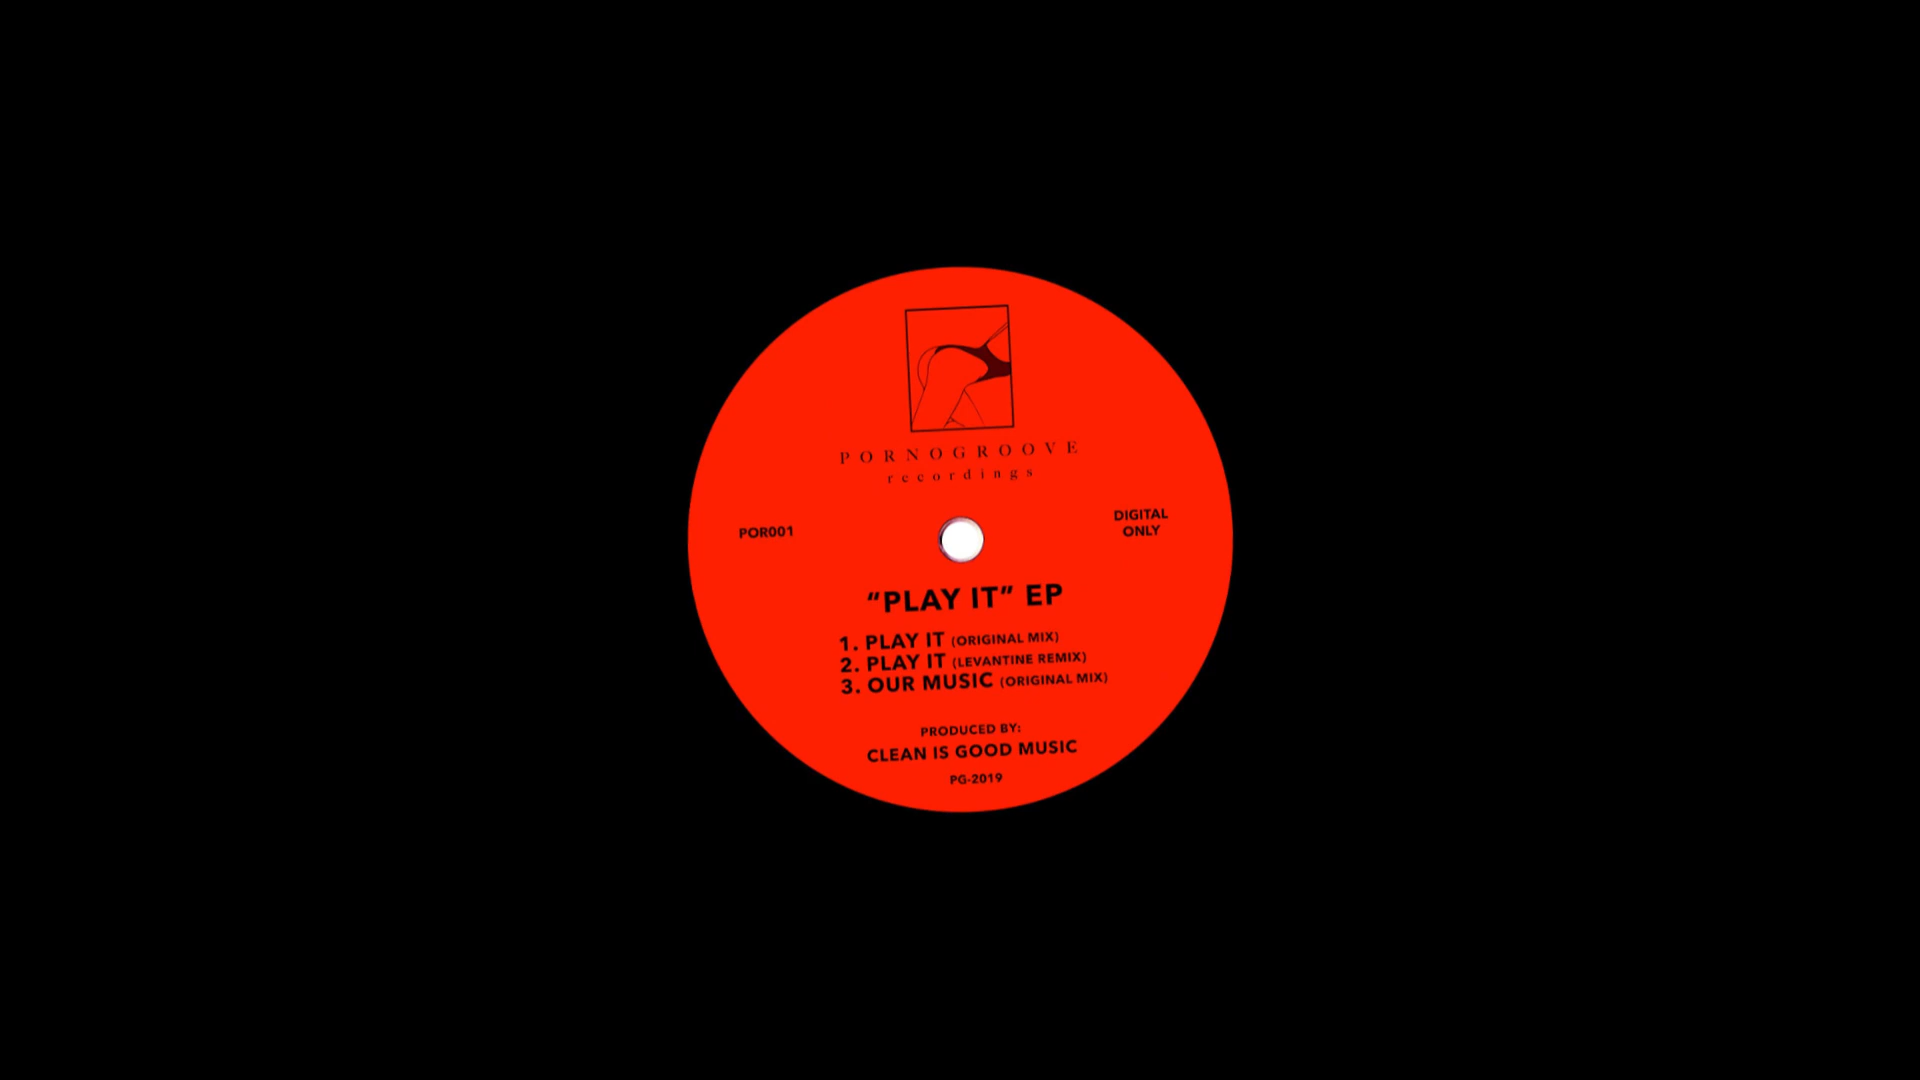 PORNOGROOVE
recordings
POR001
DIGITAL
ONLY
“PLAY IT” EP
1. PLAY IT (ORIGINAL MIX)
2. PLAY IT (LEVANTINE REMIX)
3. OUR MUSIC (ORIGINAL MIX)
PRODUCED BY:
CLEAN IS GOOD MUSIC
PG-2019